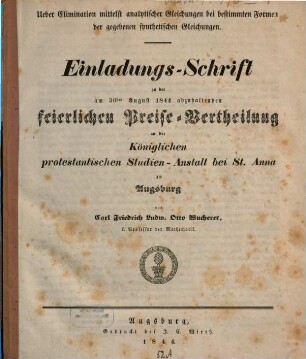 Ueber Elimination mittelst analytischer Gleichungen bei bestimmten Formen
der gegebenen synthetischen Gleichungen.
Einladungs-Schrift
zu der
am 30sten August 1844 abzuhaltenden
feierlichen Preise-Vertheilung
an der
Königlichen
protestantischen Studien-Anstalt bei St. Anna
zu
Augsburg
von
Carl Friedrich Ludw. Otto Wucherer,
k. Professor der Mathematik.
Augsburg,
Gedruckt bei J. C. Wirth.
1844.